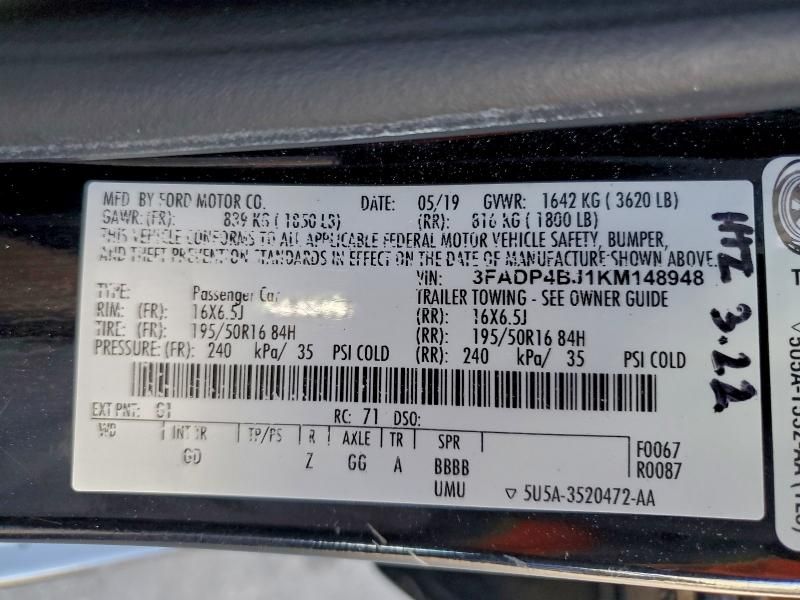 MFD. BY FORD MOTOR CO. DATE: 05/19 GVWR: 1642 KG ( 3620 LB)
GAWR: (FR): 839 KG ( 1850 LB) (RR): 816 KG ( 1800 LB)
THIS VEHICLE CONFORMS TO ALL APPLICABLE FEDERAL MOTOR VEHICLE SAFETY, BUMPER,
AND THEFT PREVENTION STANDARDS IN EFFECT ON THE DATE OF MANUFACTURE SHOWN ABOVE.
VIN: 3FADP4BJ1KM148948
TYPE: Passenger Car TRAILER TOWING - SEE OWNER GUIDE
RIM: (FR): 16X6.5J (RR): 16X6.5J
TIRE: (FR): 195/50R16 84H (RR): 195/50R16 84H
PRESSURE: (FR): 240 kPa/ 35 PSI COLD (RR): 240 kPa/ 35 PSI COLD
EXT PNT: G1 RC: 71 DSO:
WB INT TR TP/PS R AXLE TR SPR F0067
GD Z GG A BBBB R0087
UMU ▽ 5U5A-3520472-AA
HTZ 3.22